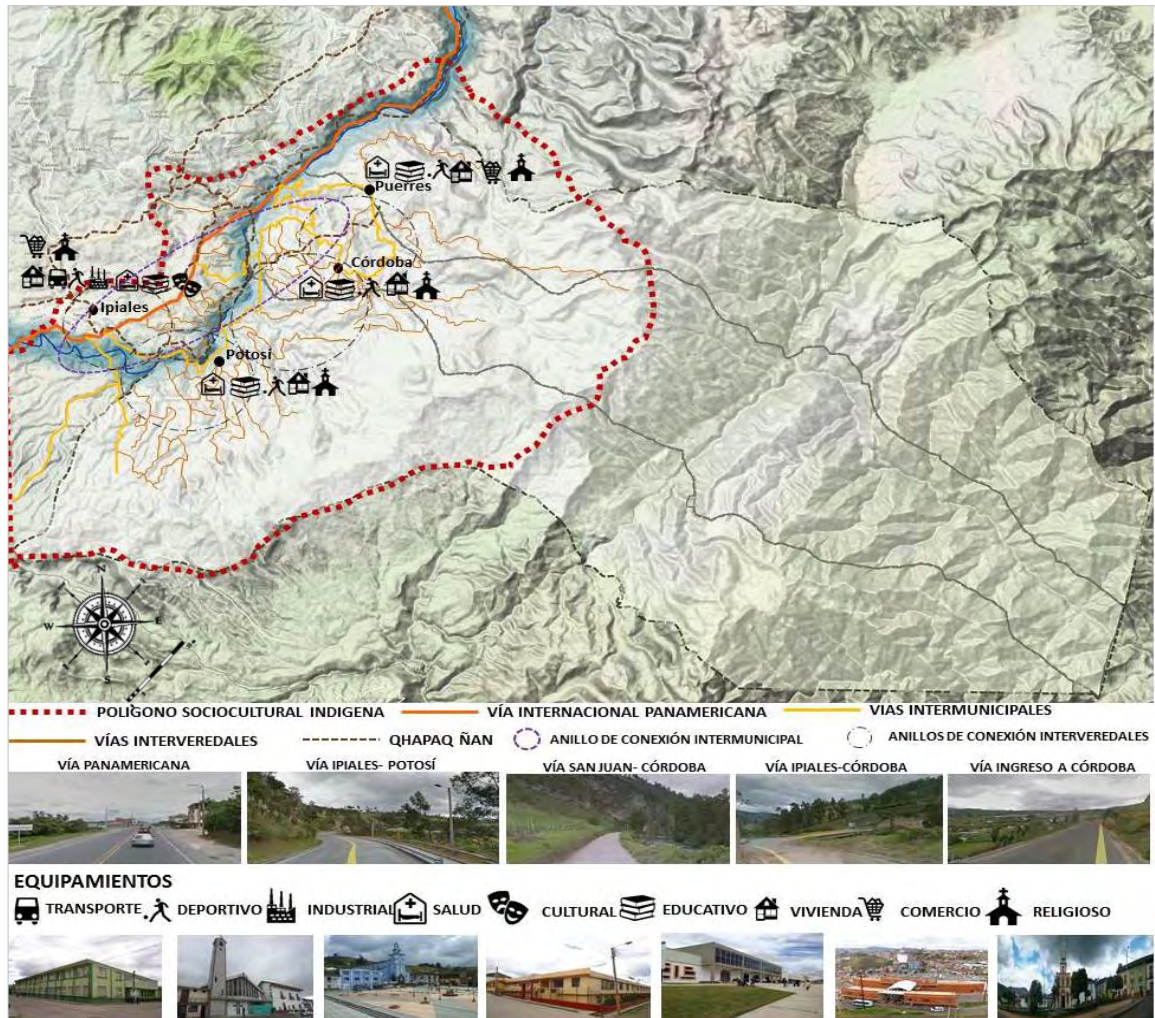 Puerres
Córdoba
Ipiales
Potosí
N
W
E
S
POLÍGONO SOCIOCULTURAL INDIGENA VÍA INTERNACIONAL PANAMERICANA VIAS INTERMUNICIPALES
VÍAS INTERVEREDALES QHAPAQ ÑAN ANILLO DE CONEXIÓN INTERMUNICIPAL ANILLOS DE CONEXIÓN INTERVEREDALES
VÍA PANAMERICANA VÍA IPIALES- POTOSÍ VÍA SAN JUAN- CÓRDOBA VÍA IPIALES-CÓRDOBA VÍA INGRESO A CÓRDOBA
EQUIPAMIENTOS
TRANSPORTE DEPORTIVO INDUSTRIAL SALUD CULTURAL EDUCATIVO VIVIENDA COMERCIO RELIGIOSO